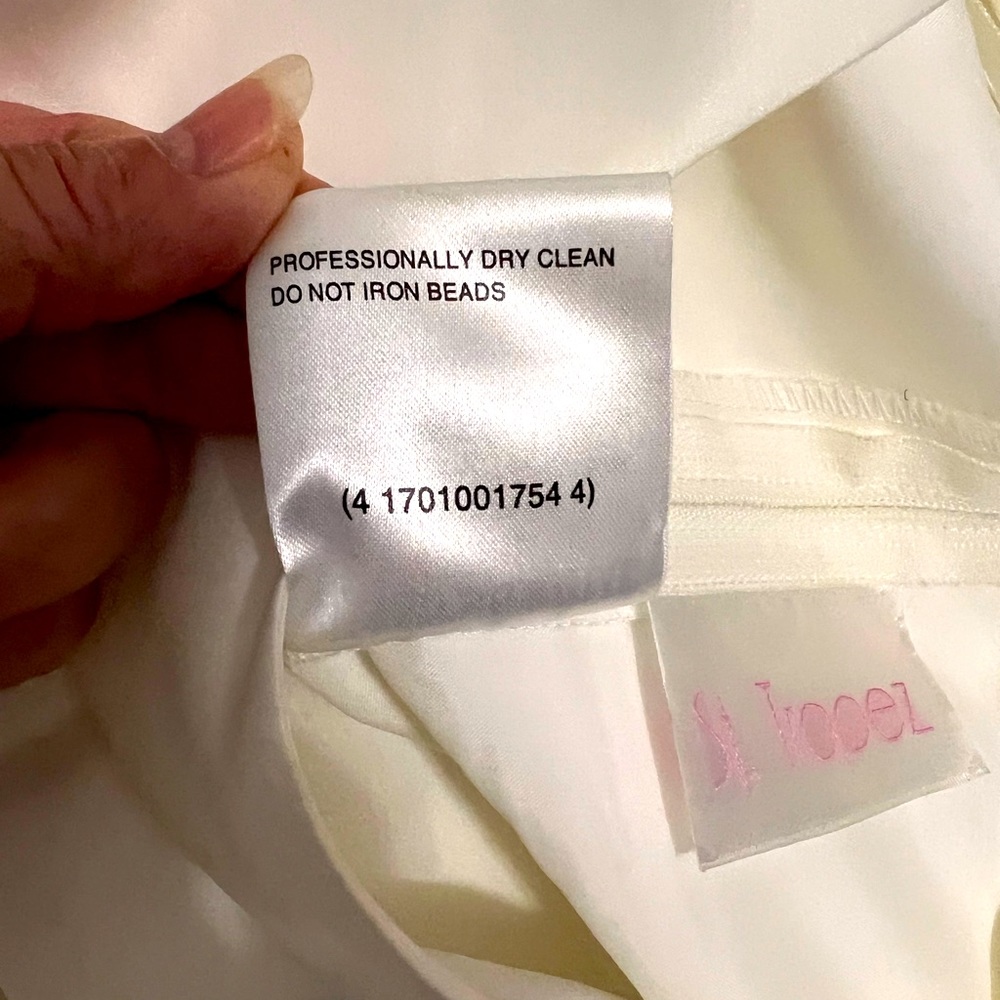 PROFESSIONALLY DRY CLEAN
DO NOT IRON BEADS
(4 1701001754 4)